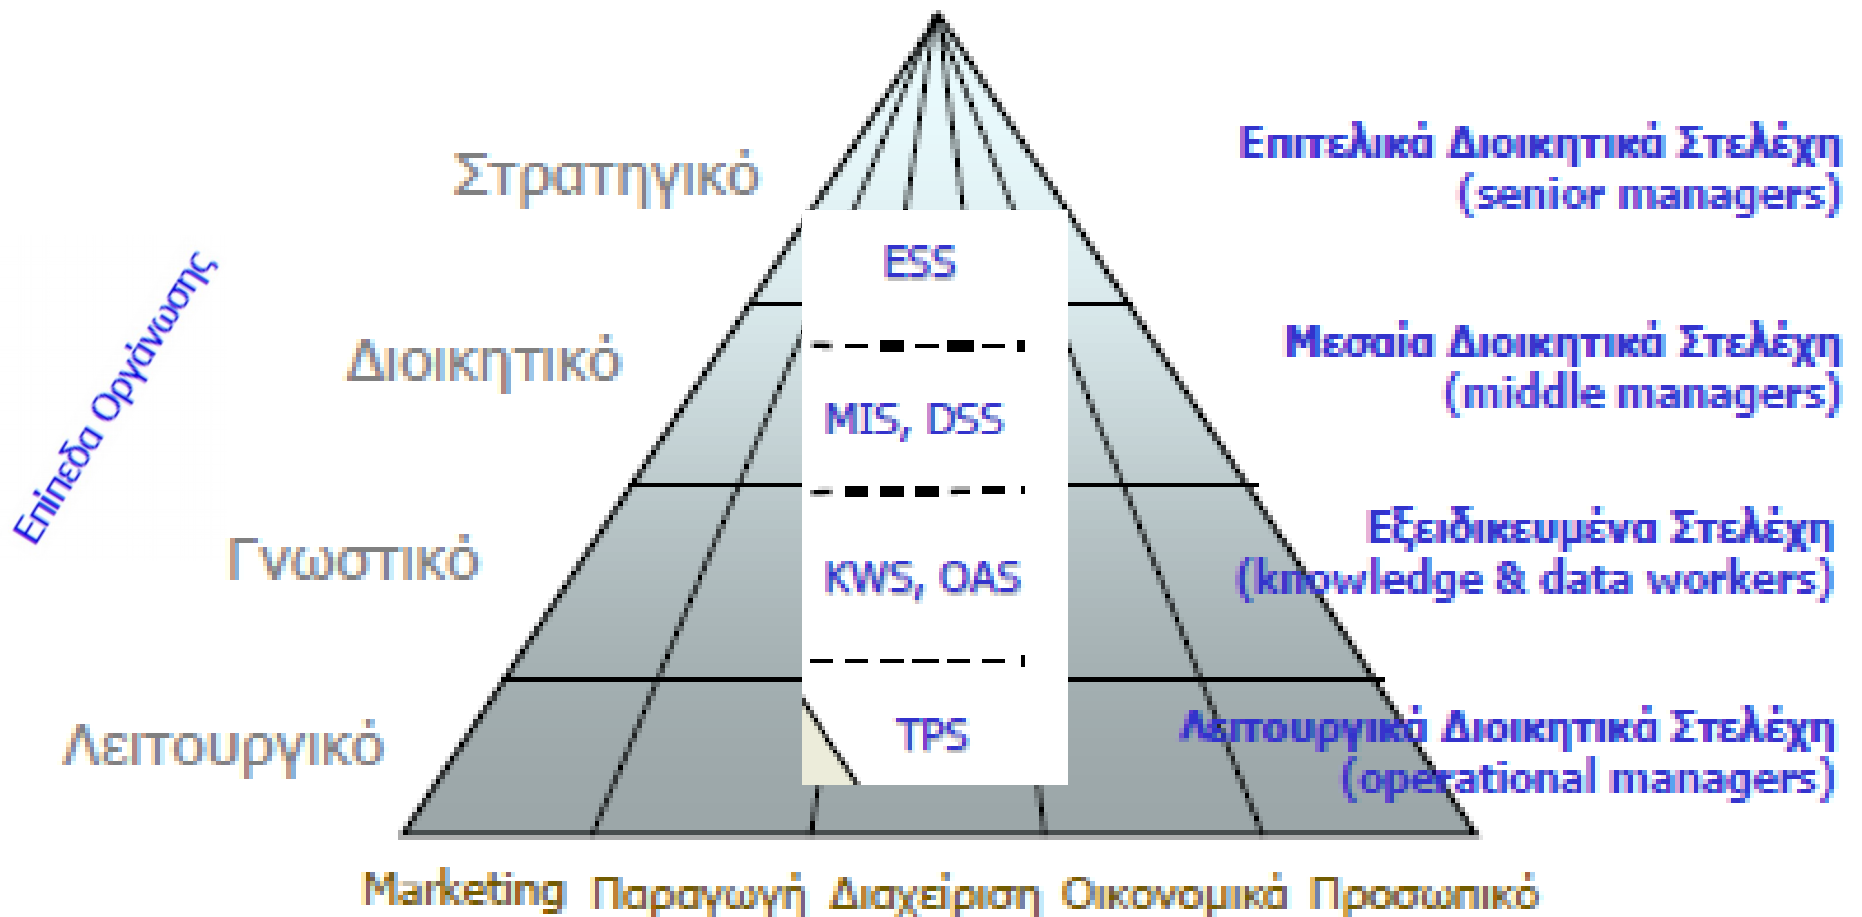 Στρατηγικό
Επιτελικά Διοικητικά Στελέχη
(senior managers)
ESS
Επίπεδα Οργάνωσης
Διοικητικό
Μεσαία Διοικητικά Στελέχη
(middle managers)
MIS, DSS
Γνωστικό
Εξειδικευμένα Στελέχη
(knowledge & data workers)
KWS, OAS
Λειτουργικό
Λειτουργικά Διοικητικά Στελέχη
(operational managers)
TPS
Marketing Παραγωγή Διαχείριση Οικονομικά Προσωπικό